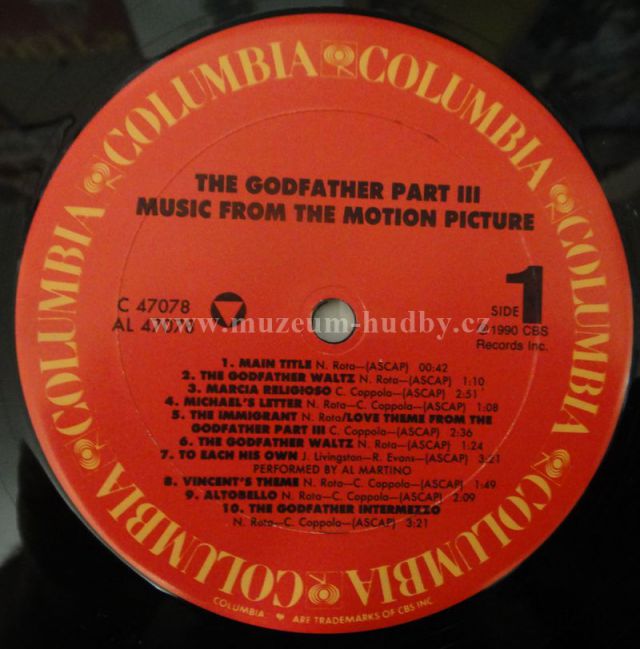 COLUMBIA COLUMBIA COLUMBIA COLUMBIA COLUMBIA COLUMBIA COLUMBIA COLUMBIA
THE GODFATHER PART III
MUSIC FROM THE MOTION PICTURE
C 47078
AL 47078
SIDE 1
℗1990 CBS
Records Inc.
www.muzeum-hudby.cz
1. MAIN TITLE N. Rota—(ASCAP) 00:42
2. THE GODFATHER WALTZ N. Rota—(ASCAP) 1:10
3. MARCIA RELIGIOSO C. Coppola—(ASCAP) 2:51
4. MICHAEL'S LETTER N. Rota—C. Coppola—(ASCAP) 1:08
5. THE IMMIGRANT N. Rota/LOVE THEME FROM THE
GODFATHER PART III C. Coppola—(ASCAP) 2:36
6. THE GODFATHER WALTZ N. Rota—(ASCAP) 1:24
7. TO EACH HIS OWN J. Livingston—R. Evans—(ASCAP) 3:21
PERFORMED BY AL MARTINO
8. VINCENT'S THEME N. Rota—C. Coppola—(ASCAP) 1:49
9. ALTOBELLO N. Rota—C. Coppola—(ASCAP) 2:09
10. THE GODFATHER INTERMEZZO
N. Rota—C. Coppola—(ASCAP) 3:21
COLUMBIA · ARE TRADEMARKS OF CBS INC.